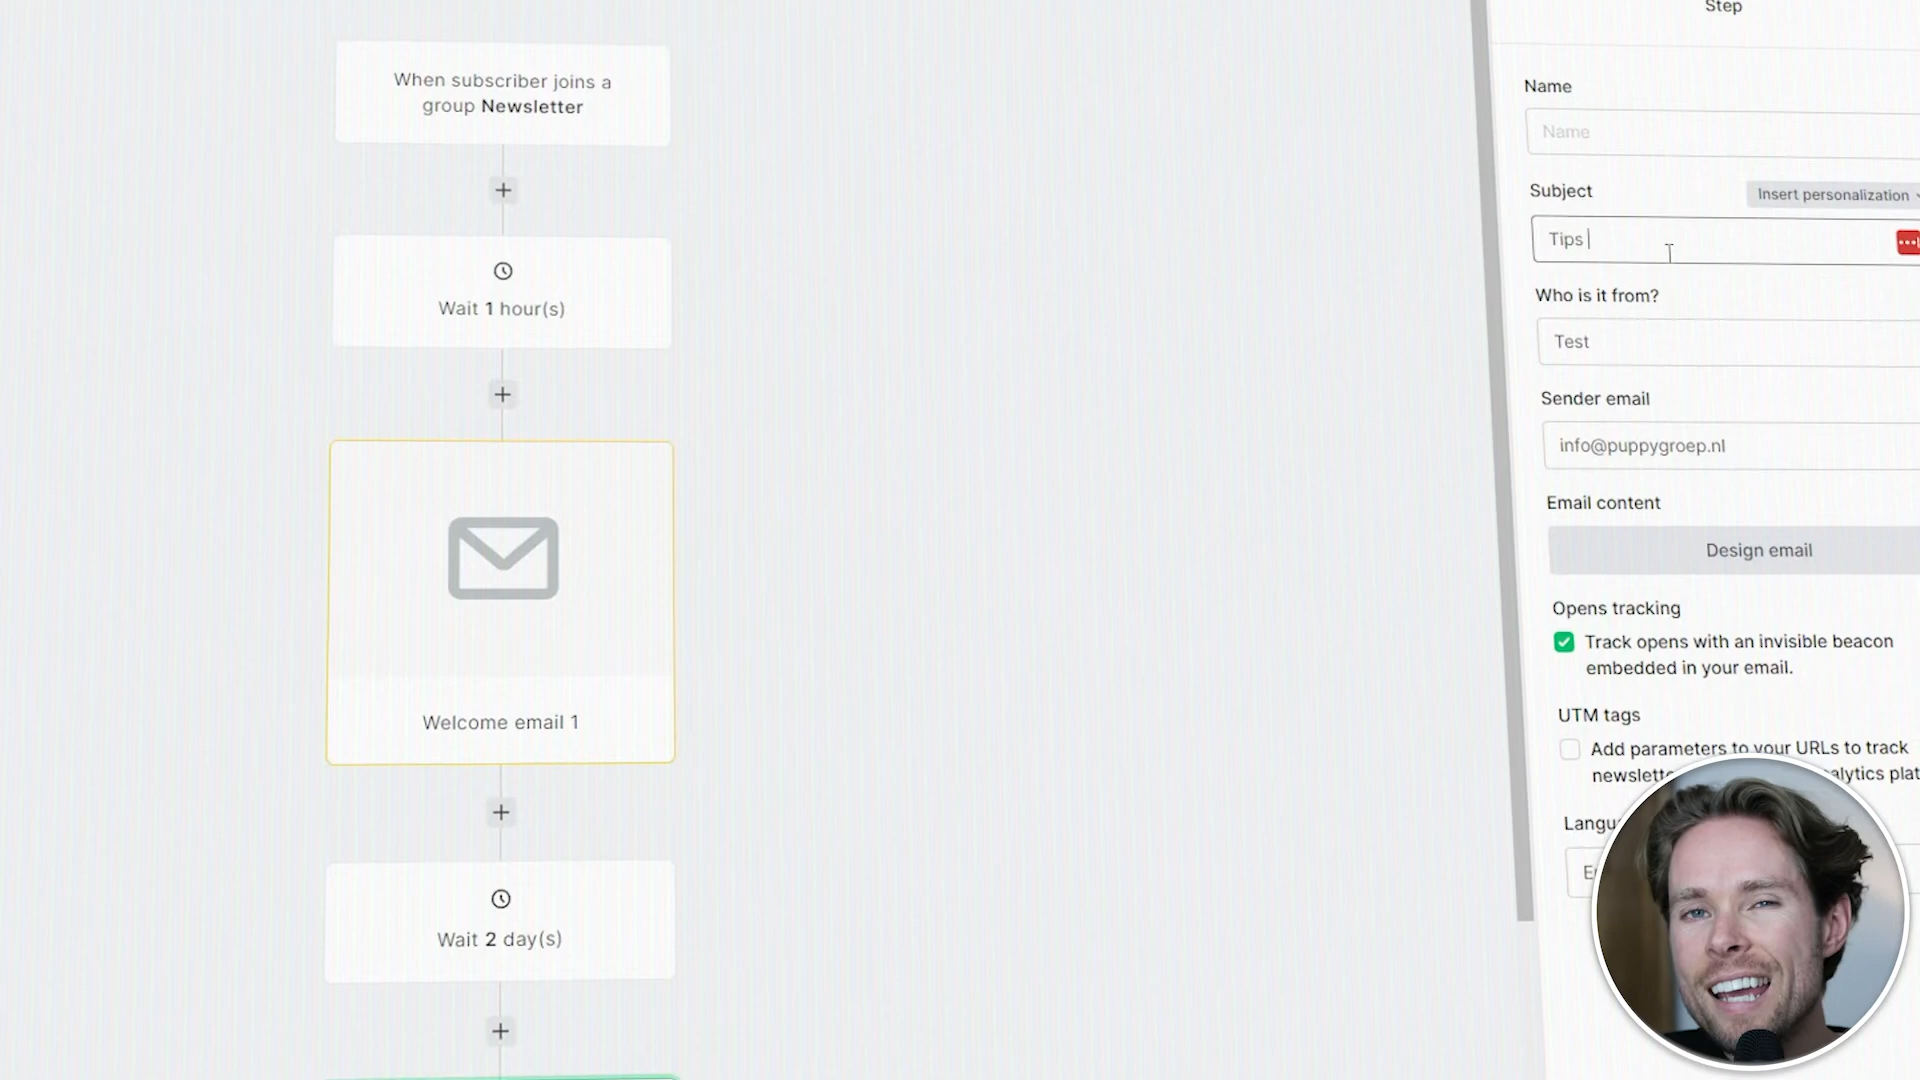 When subscriber joins a
group Newsletter
Wait 1 hour(s)
Welcome email 1
Wait 2 day(s)
Step
Name
Name
Subject
Insert personalization
Tips
Who is it from?
Test
Sender email
info@puppygroep.nl
Email content
Design email
Opens tracking
Track opens with an invisible beacon
embedded in your email.
UTM tags
Add parameters to your URLs to track